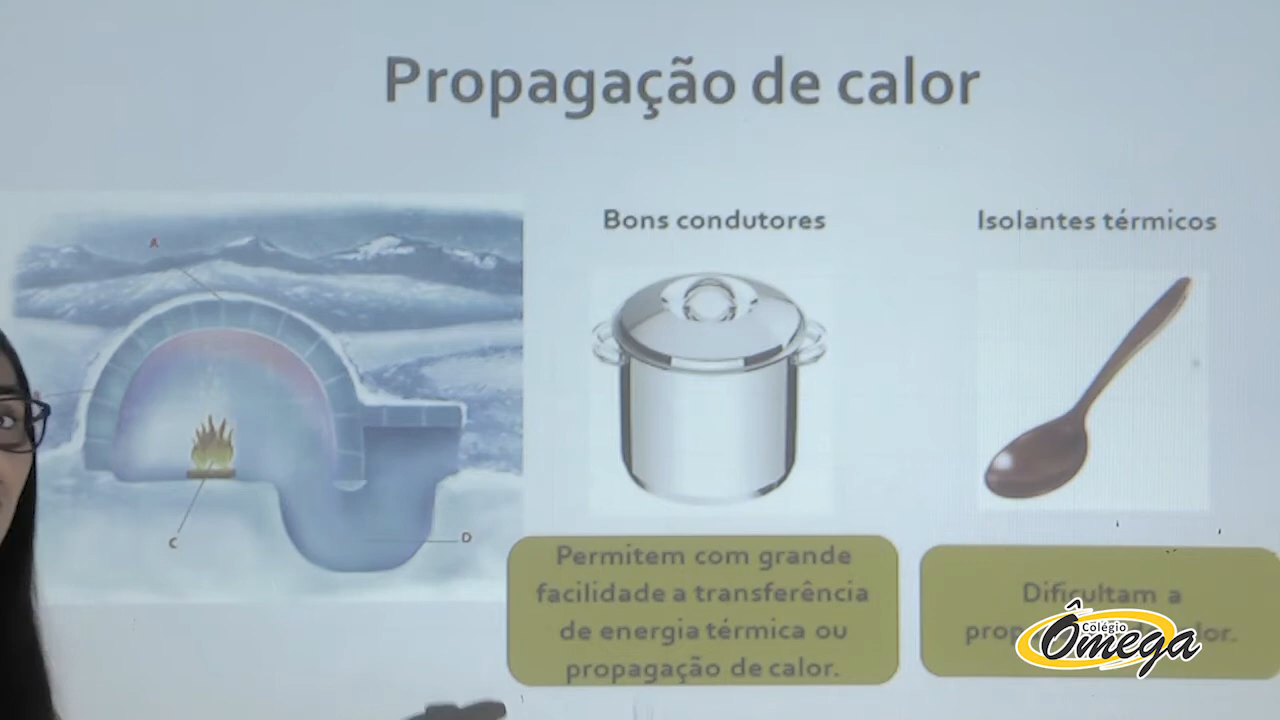 Propagação de calor
Bons condutores
Isolantes térmicos
A
C
D
Permitem com grande
facilidade a transferência
de energia térmica ou
propagação de calor.
Dificultam a
Colégio
Ômega